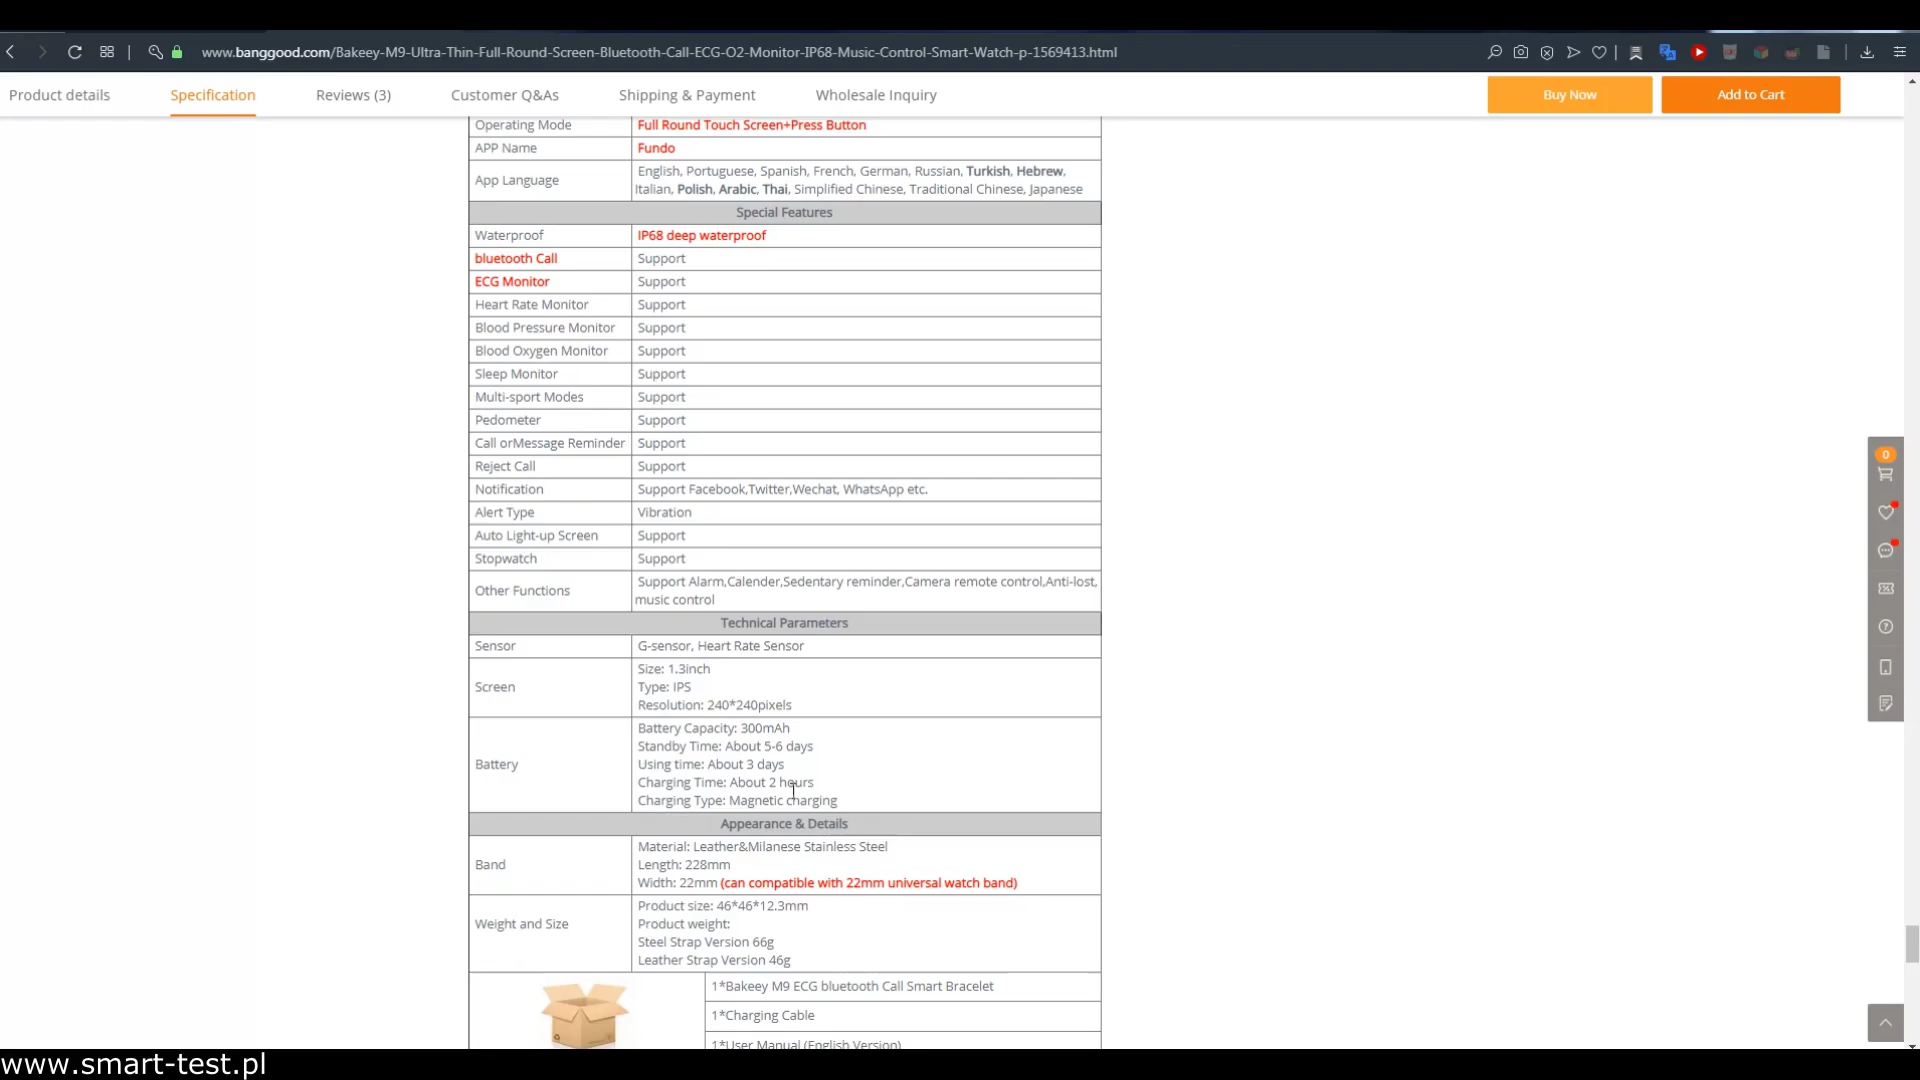 www.banggood.com/Bakeey-M9-Ultra-Thin-Full-Round-Screen-Bluetooth-Call-ECG-O2-Monitor-IP68-Music-Control-Smart-Watch-p-1569413.html
Product details Specification Reviews (3) Customer Q&As Shipping & Payment Wholesale Inquiry Buy Now Add to Cart
Operating Mode Full Round Touch Screen+Press Button
APP Name Fundo
App Language English, Portuguese, Spanish, French, German, Russian, Turkish, Hebrew,
Italian, Polish, Arabic, Thai, Simplified Chinese, Traditional Chinese, Japanese
Special Features
Waterproof IP68 deep waterproof
bluetooth Call Support
ECG Monitor Support
Heart Rate Monitor Support
Blood Pressure Monitor Support
Blood Oxygen Monitor Support
Sleep Monitor Support
Multi-sport Modes Support
Pedometer Support
Call orMessage Reminder Support
Reject Call Support
Notification Support Facebook,Twitter,Wechat, WhatsApp etc.
Alert Type Vibration
Auto Light-up Screen Support
Stopwatch Support
Other Functions Support Alarm,Calender,Sedentary reminder,Camera remote control,Anti-lost,
music control
Technical Parameters
Sensor G-sensor, Heart Rate Sensor
Screen Size: 1.3inch
Type: IPS
Resolution: 240*240pixels
Battery Battery Capacity: 300mAh
Standby Time: About 5-6 days
Using time: About 3 days
Charging Time: About 2 hours
Charging Type: Magnetic charging
Appearance & Details
Band Material: Leather&Milanese Stainless Steel
Length: 228mm
Width: 22mm (can compatible with 22mm universal watch band)
Weight and Size Product size: 46*46*12.3mm
Product weight:
Steel Strap Version 66g
Leather Strap Version 46g
1*Bakeey M9 ECG bluetooth Call Smart Bracelet
1*Charging Cable
1*User Manual (English Version)
0
www.smart-test.pl